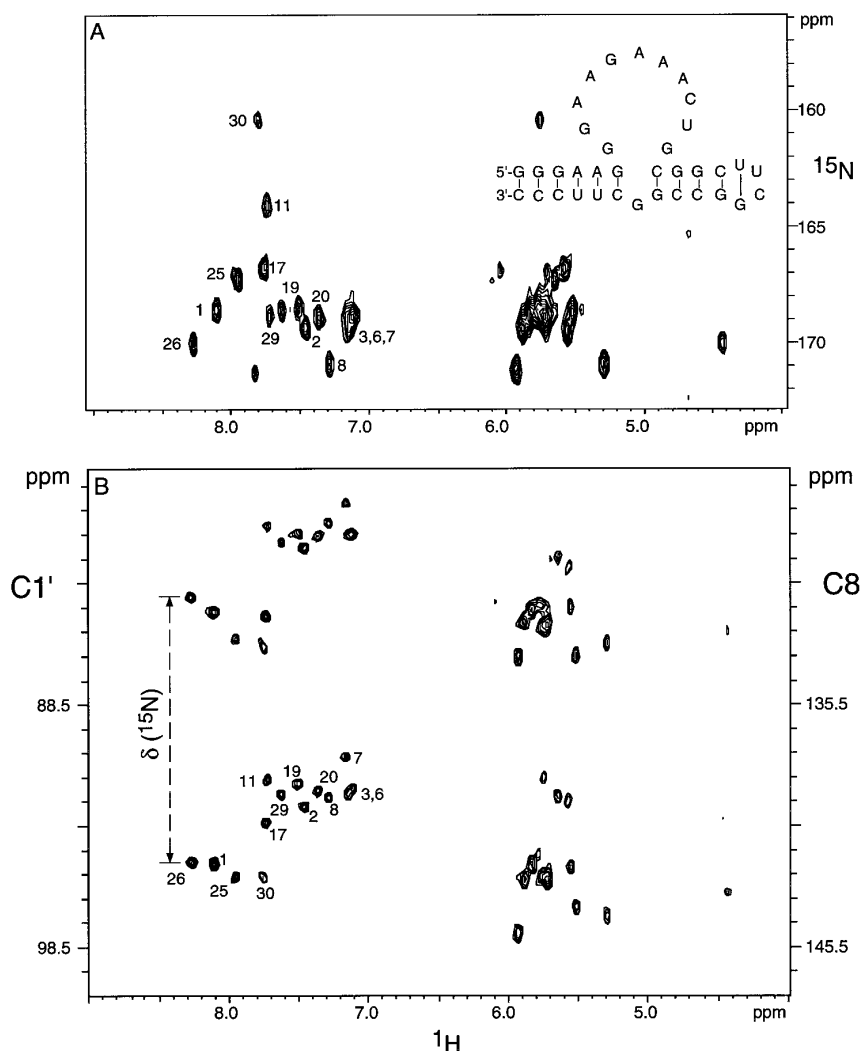 A
ppm
160
15N
165
170
A G A A A
A A
A C
G U
G G
5'-G G G A A G C G G C U U
3'-C C C U U C G G C C G G C
30
11
25
17
1
19
20
26
29
2
3,6,7
8
8.0 7.0 6.0 5.0 ppm
B
ppm
ppm
C1'
C8
88.5
135.5
δ (15N)
7
11
19
20
29
2
8
3,6
17
1
26
25
30
98.5
145.5
8.0 7.0 6.0 5.0 ppm
1H